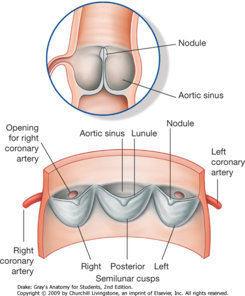 Nodule
Aortic sinus
Opening
for right
coronary
artery
Aortic sinus
Lunule
Nodule
Left
coronary
artery
Right
coronary
artery
Right
Posterior
Left
Semilunar cusps
Drake: Gray's Anatomy for Students, 2nd Edition.
Copyright © 2009 by Churchill Livingstone, an imprint of Elsevier, Inc. All rights reserved.